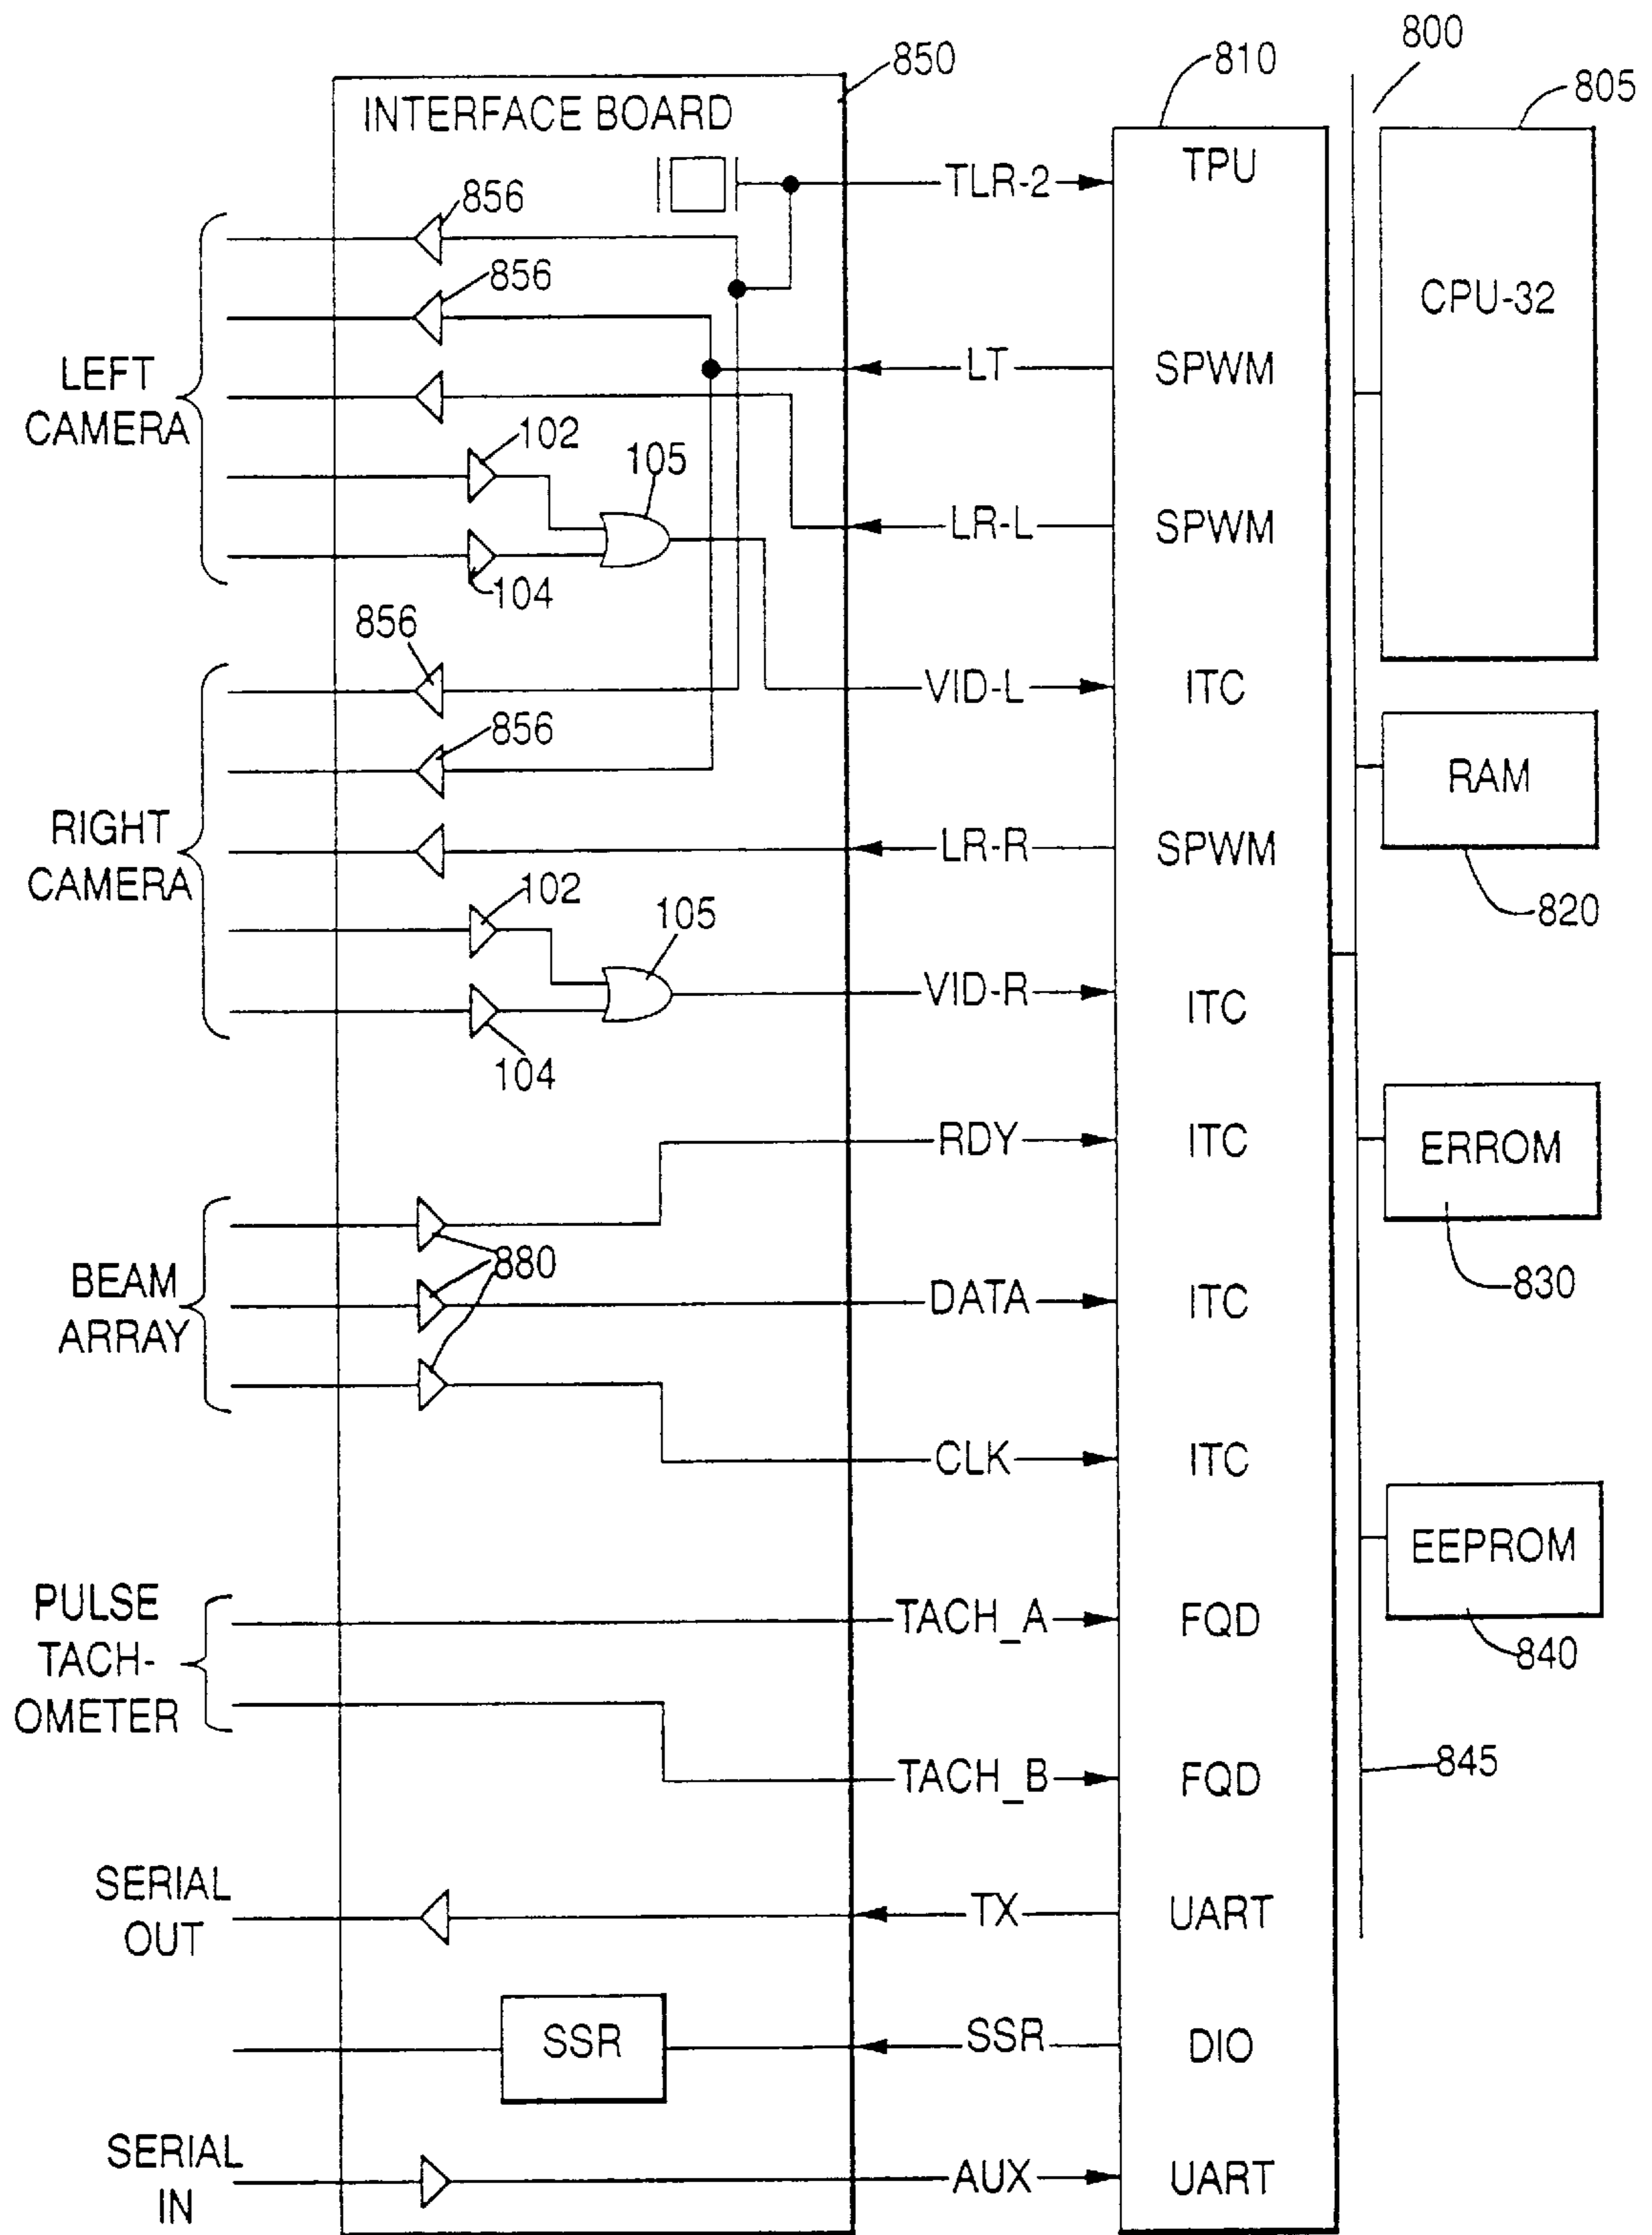 850
810
800
805
INTERFACE BOARD
TLR-2
TPU
CPU-32
856
856
LEFT
CAMERA
LT
SPWM
102
105
LR-L
SPWM
104
856
VID-L
ITC
856
RAM
820
RIGHT
CAMERA
LR-R
SPWM
102
105
VID-R
ITC
104
RDY
ITC
ERROM
830
880
BEAM
ARRAY
DATA
ITC
CLK
ITC
EEPROM
840
PULSE
TACH-
OMETER
TACH_A
FQD
TACH_B
FQD
845
SERIAL
OUT
TX
UART
SSR
SSR
DIO
SERIAL
IN
AUX
UART